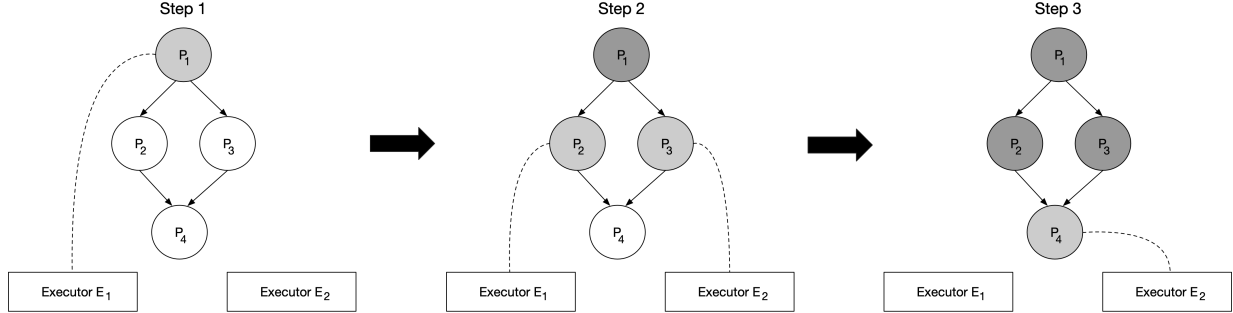 Step 1
P1
P2
P3
P4
Executor E1
Executor E2
Step 2
P1
P2
P3
P4
Executor E1
Executor E2
Step 3
P1
P2
P3
P4
Executor E1
Executor E2